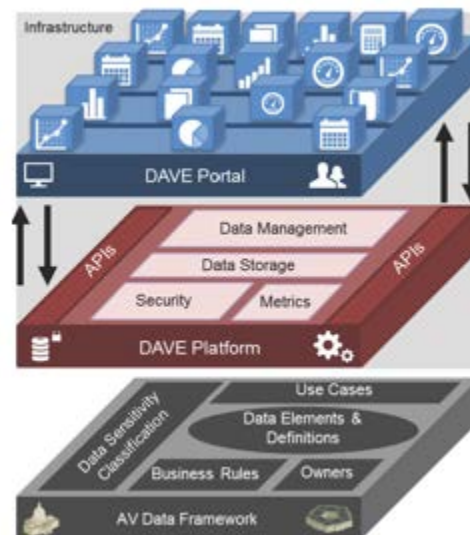 Infrastructure
DAVE Portal
APIs
Data Management
APIs
Data Storage
Security
Metrics
DAVE Platform
Data Sensitivity
Classification
Use Cases
Data Elements &
Definitions
Business Rules
Owners
AV Data Framework